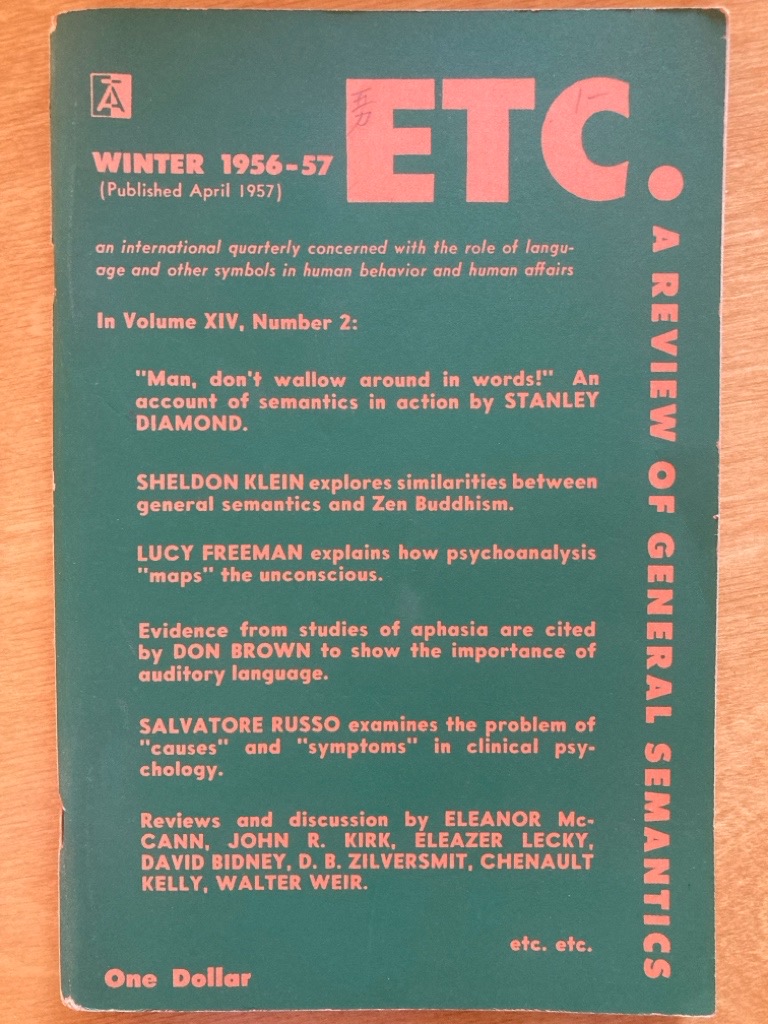 A
ETC.
WINTER 1956-57
(Published April 1957)
an international quarterly concerned with the role of langu-
age and other symbols in human behavior and human affairs
In Volume XIV, Number 2:
"Man, don't wallow around in words!" An
account of semantics in action by STANLEY
DIAMOND.
SHELDON KLEIN explores similarities between
general semantics and Zen Buddhism.
LUCY FREEMAN explains how psychoanalysis
"maps" the unconscious.
Evidence from studies of aphasia are cited
by DON BROWN to show the importance of
auditory language.
SALVATORE RUSSO examines the problem of
"causes" and "symptoms" in clinical psy-
chology.
Reviews and discussion by ELEANOR Mc-
CANN, JOHN R. KIRK, ELEAZER LECKY,
DAVID BIDNEY, D. B. ZILVERSMIT, CHENAULT
KELLY, WALTER WEIR.
etc. etc.
One Dollar
A REVIEW OF GENERAL SEMANTICS